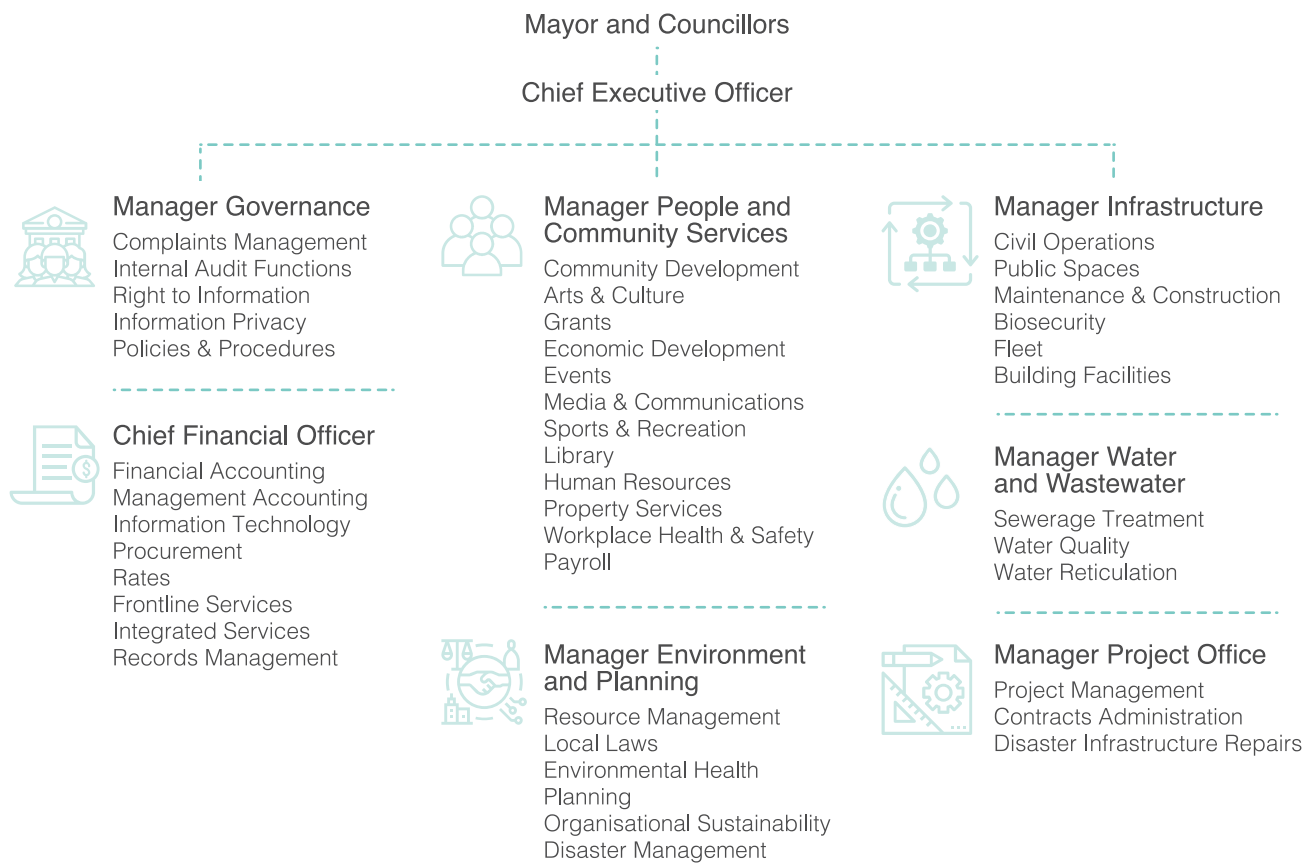 Mayor and Councillors
Chief Executive Officer
Manager Governance
Complaints Management
Internal Audit Functions
Right to Information
Information Privacy
Policies & Procedures
Chief Financial Officer
Financial Accounting
Management Accounting
Information Technology
Procurement
Rates
Frontline Services
Integrated Services
Records Management
Manager People and
Community Services
Community Development
Arts & Culture
Grants
Economic Development
Events
Media & Communications
Sports & Recreation
Library
Human Resources
Property Services
Workplace Health & Safety
Payroll
Manager Environment
and Planning
Resource Management
Local Laws
Environmental Health
Planning
Organisational Sustainability
Disaster Management
Manager Infrastructure
Civil Operations
Public Spaces
Maintenance & Construction
Biosecurity
Fleet
Building Facilities
Manager Water
and Wastewater
Sewerage Treatment
Water Quality
Water Reticulation
Manager Project Office
Project Management
Contracts Administration
Disaster Infrastructure Repairs